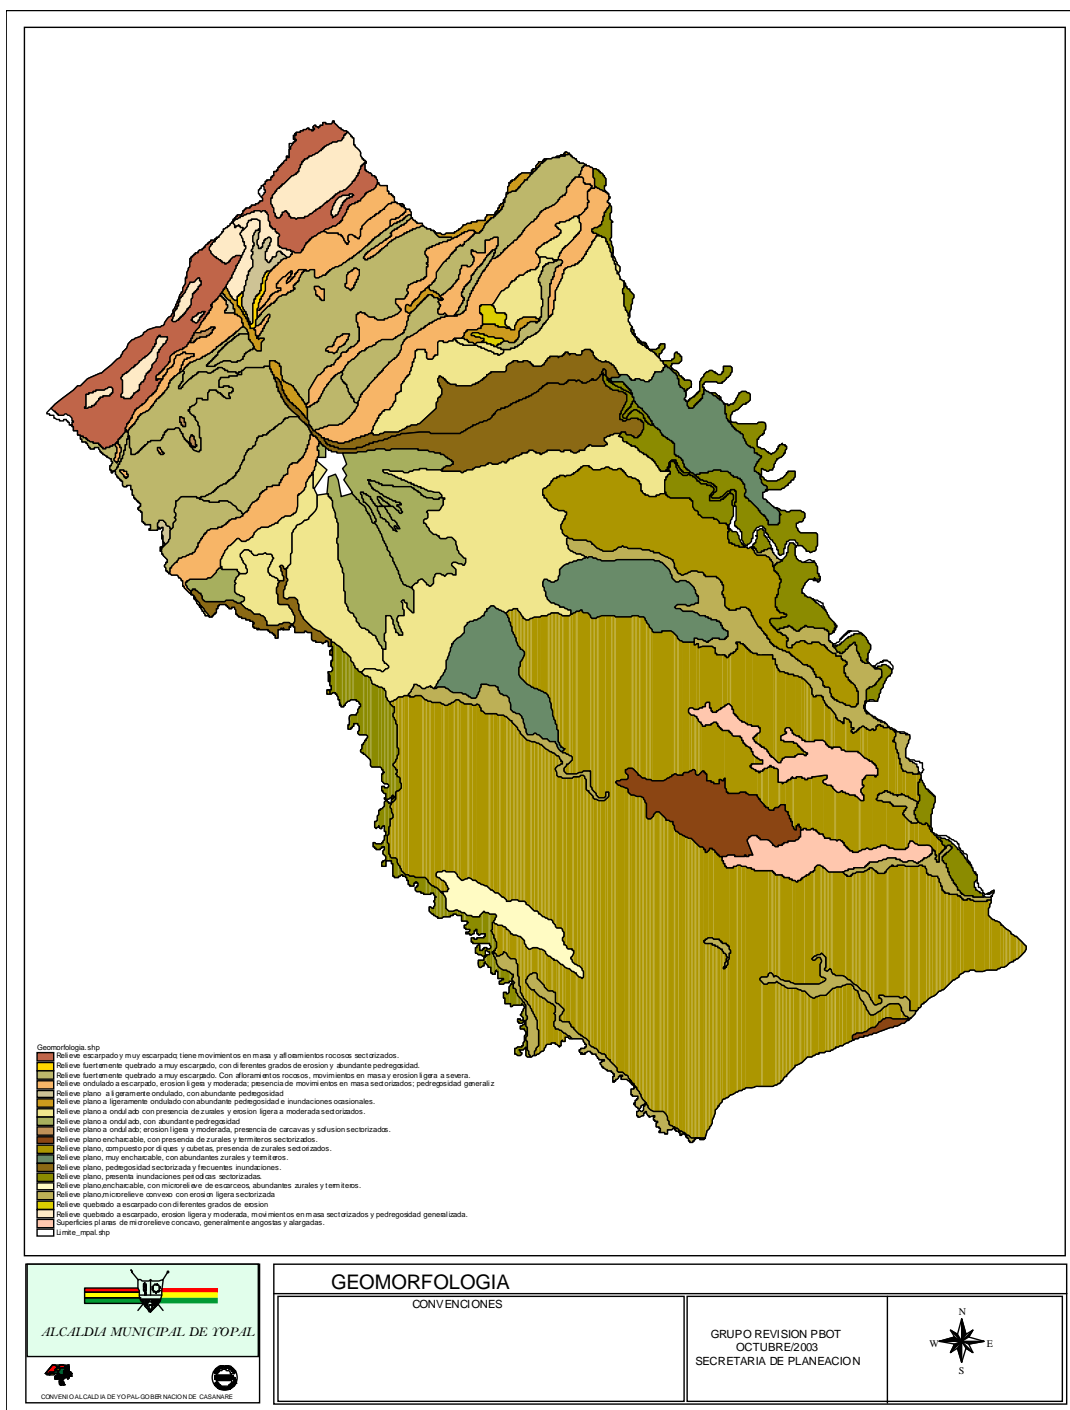 Geomorfologia.shp
Relieve escarpado y muy escarpado; tiene movimientos en masa y afloramientos rocosos sectorizados.
Relieve fuertemente quebrado a muy escarpado, con diferentes grados de erosion y abundante pedregosidad.
Relieve fuertemente quebrado a muy escarpado. Con afloramientos rocosos, movimientos en masa y erosion ligera a severa.
Relieve ondulado a escarpado, erosion ligera y moderada; presencia de movimientos en masa sectorizados; pedregosidad generaliz
Relieve plano a ligeramente ondulado, con abundante pedregosidad
Relieve plano a ligeramente ondulado con abundante pedregosidad e inundaciones ocasionales.
Relieve plano a ondulado con presencia de zurales y erosion ligera a moderada sectorizados.
Relieve plano a ondulado, con abundante pedregosidad
Relieve plano a ondulado; erosion ligera y moderada, presencia de carcavas y solusion sectorizados.
Relieve plano encharcable, con presencia de zurales y termiteros sectorizados.
Relieve plano, compuesto por diques y cubetas, presencia de zurales sectorizados.
Relieve plano, muy encharcable, con abundantes zurales y termiteros.
Relieve plano, pedregosidad sectorizada y frecuentes inundaciones.
Relieve plano, presenta inundaciones periodicas sectorizadas.
Relieve plano,encharcable, con microrelieve de escarceos, abundantes zurales y termiteros.
Relieve plano,microrelieve convexo con erosion ligera sectorizada
Relieve quebrado a escarpado con diferentes grados de erosion
Relieve quebrado a escarpado, erosion ligera y moderada, movimientos en masa sectorizados y pedregosidad generalizada.
Superficies planas de microrelieve concavo, generalmente angostas y alargadas.
Limite_mpal.shp
GEOMORFOLOGIA
CONVENCIONES
ALCALDIA MUNICIPAL DE YOPAL
CONVENIO ALCALDIA DE YOPAL-GOBERNACION DE CASANARE
GRUPO REVISION PBOT
OCTUBRE/2003
SECRETARIA DE PLANEACION
N
W E
S